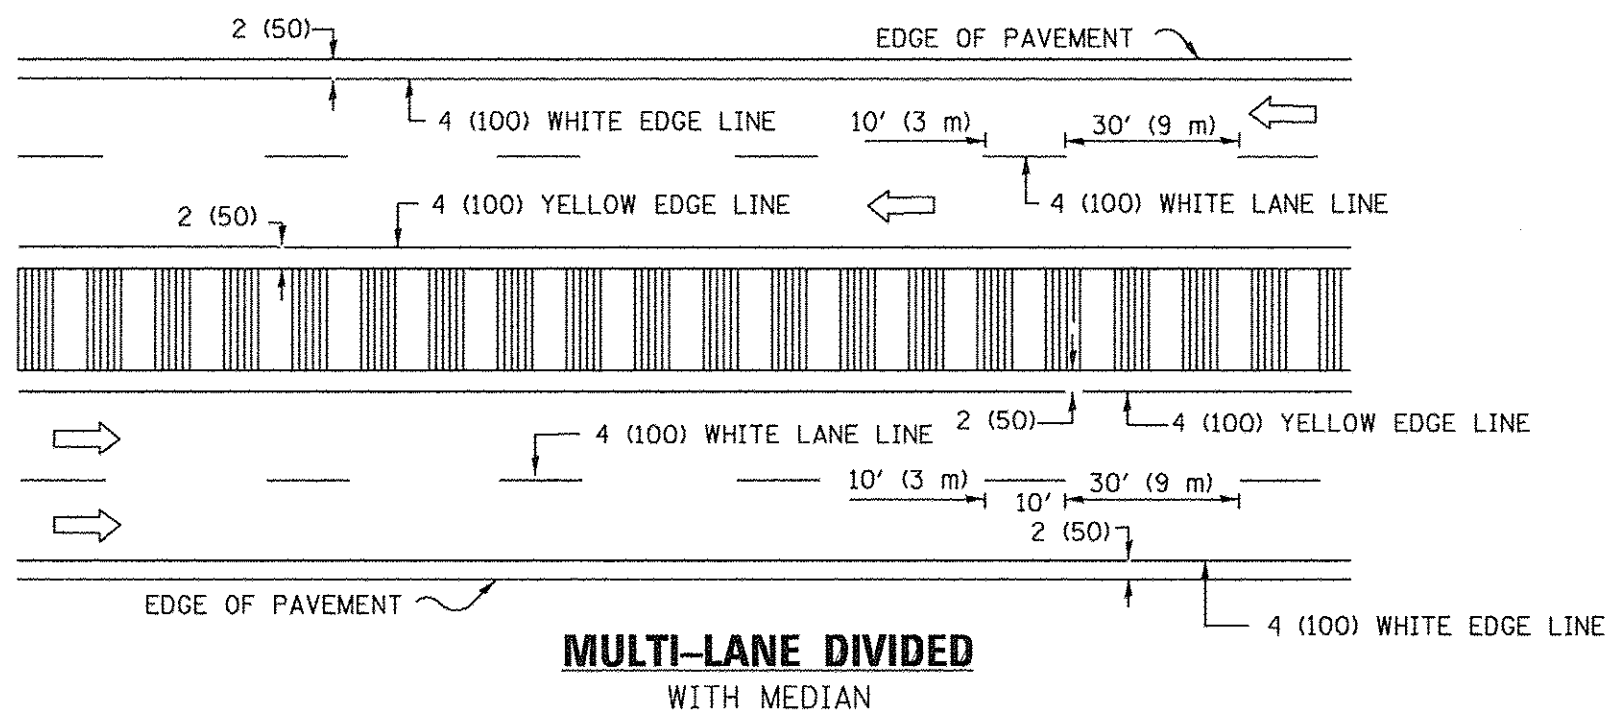 2 (50)
EDGE OF PAVEMENT
4 (100) WHITE EDGE LINE
10' (3 m)
30' (9 m)
2 (50)
4 (100) YELLOW EDGE LINE
4 (100) WHITE LANE LINE
4 (100) WHITE LANE LINE
2 (50)
4 (100) YELLOW EDGE LINE
10' (3 m)
10'
30' (9 m)
2 (50)
EDGE OF PAVEMENT
4 (100) WHITE EDGE LINE
MULTI-LANE DIVIDED
WITH MEDIAN